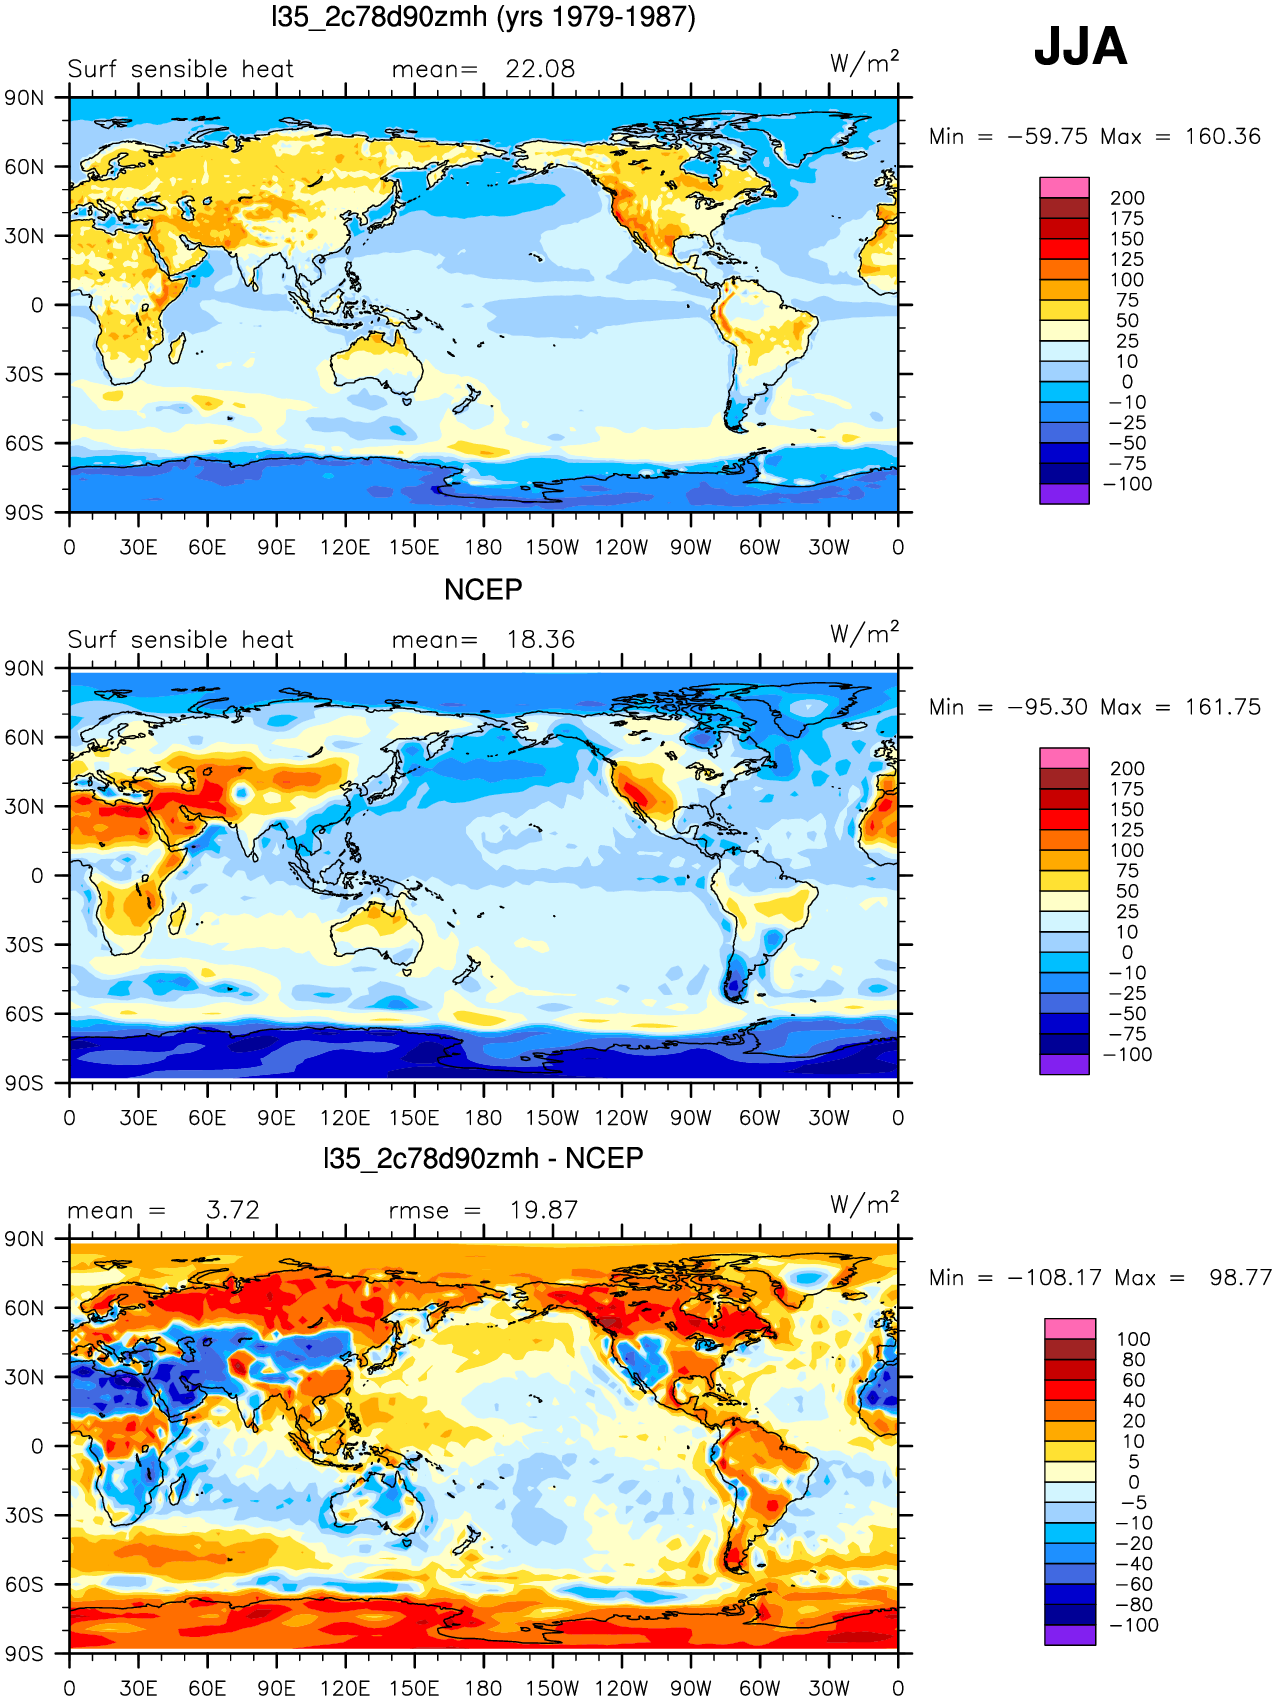 l35_2c78d90zmh (yrs 1979-1987)
JJA
Surf sensible heat mean= 22.08 W/m²
Min = −59.75 Max = 160.36
90N
60N
30N
0
30S
60S
90S
0 30E 60E 90E 120E 150E 180 150W 120W 90W 60W 30W 0
200
175
150
125
100
75
50
25
10
0
−10
−25
−50
−75
−100
NCEP
Surf sensible heat mean= 18.36 W/m²
Min = −95.30 Max = 161.75
90N
60N
30N
0
30S
60S
90S
0 30E 60E 90E 120E 150E 180 150W 120W 90W 60W 30W 0
200
175
150
125
100
75
50
25
10
0
−10
−25
−50
−75
−100
l35_2c78d90zmh - NCEP
mean = 3.72 rmse = 19.87 W/m²
Min = −108.17 Max = 98.77
90N
60N
30N
0
30S
60S
90S
0 30E 60E 90E 120E 150E 180 150W 120W 90W 60W 30W 0
100
80
60
40
20
10
5
0
−5
−10
−20
−40
−60
−80
−100